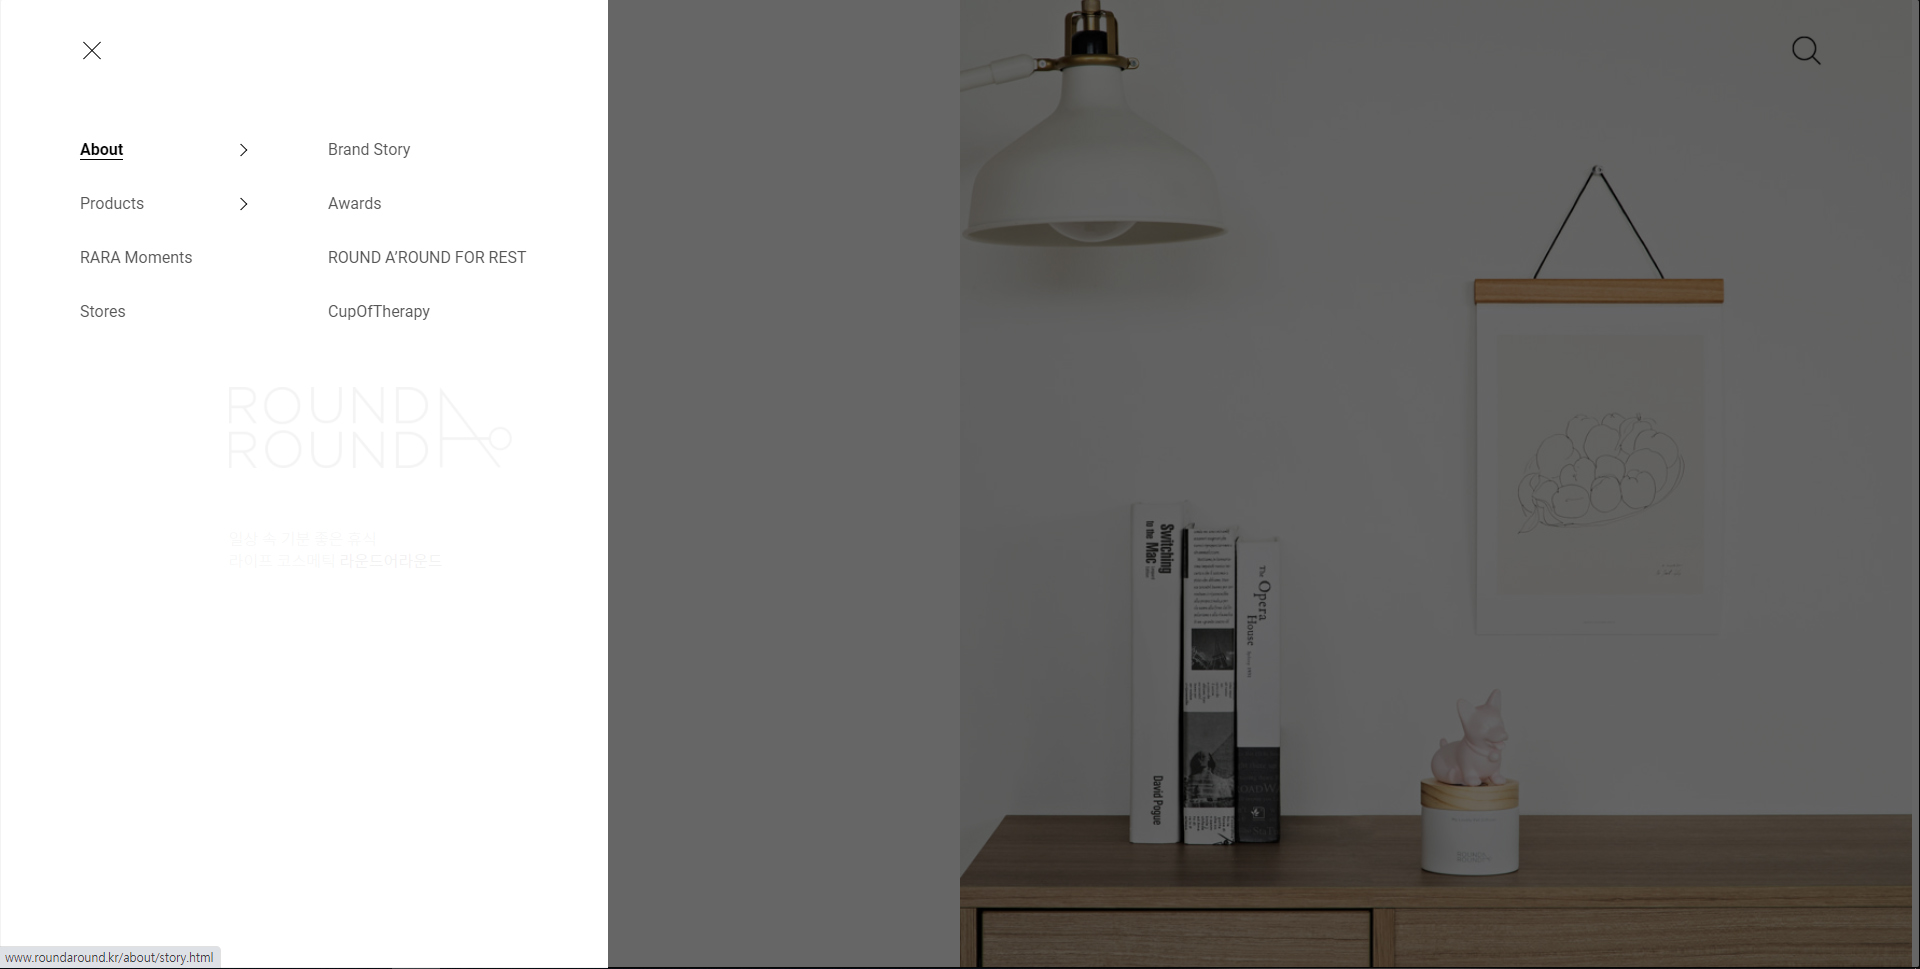 About
Products
RARA Moments
Stores
Brand Story
Awards
ROUND A'ROUND FOR REST
CupOfTherapy
ROUND A
ROUND
일상 속 기분 좋은 휴식
라이프 코스메틱 라운드어라운드
Switching
to the Mac
David Pogue
The Opera
House
www.roundaround.kr/about/story.html